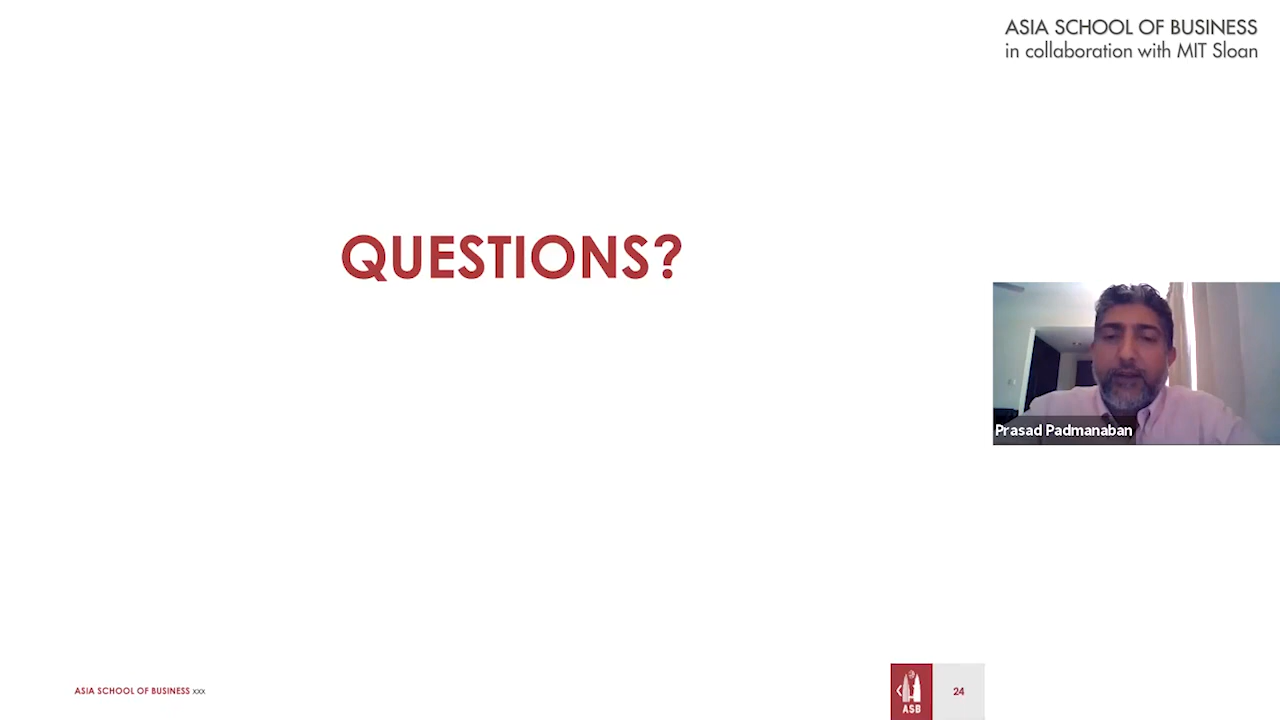 ASIA SCHOOL OF BUSINESS
in collaboration with MIT Sloan
QUESTIONS?
Prasad Padmanaban
ASIA SCHOOL OF BUSINESS xxx
ASB
24